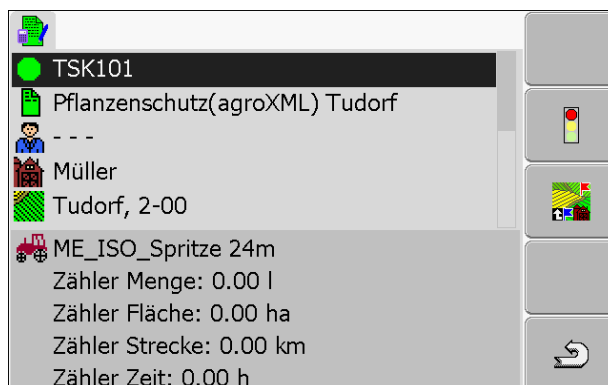 TSK101
Pflanzenschutz(agroXML) Tudorf
- - -
Müller
Tudorf, 2-00
ME_ISO_Spritze 24m
Zähler Menge: 0.00 l
Zähler Fläche: 0.00 ha
Zähler Strecke: 0.00 km
Zähler Zeit: 0.00 h